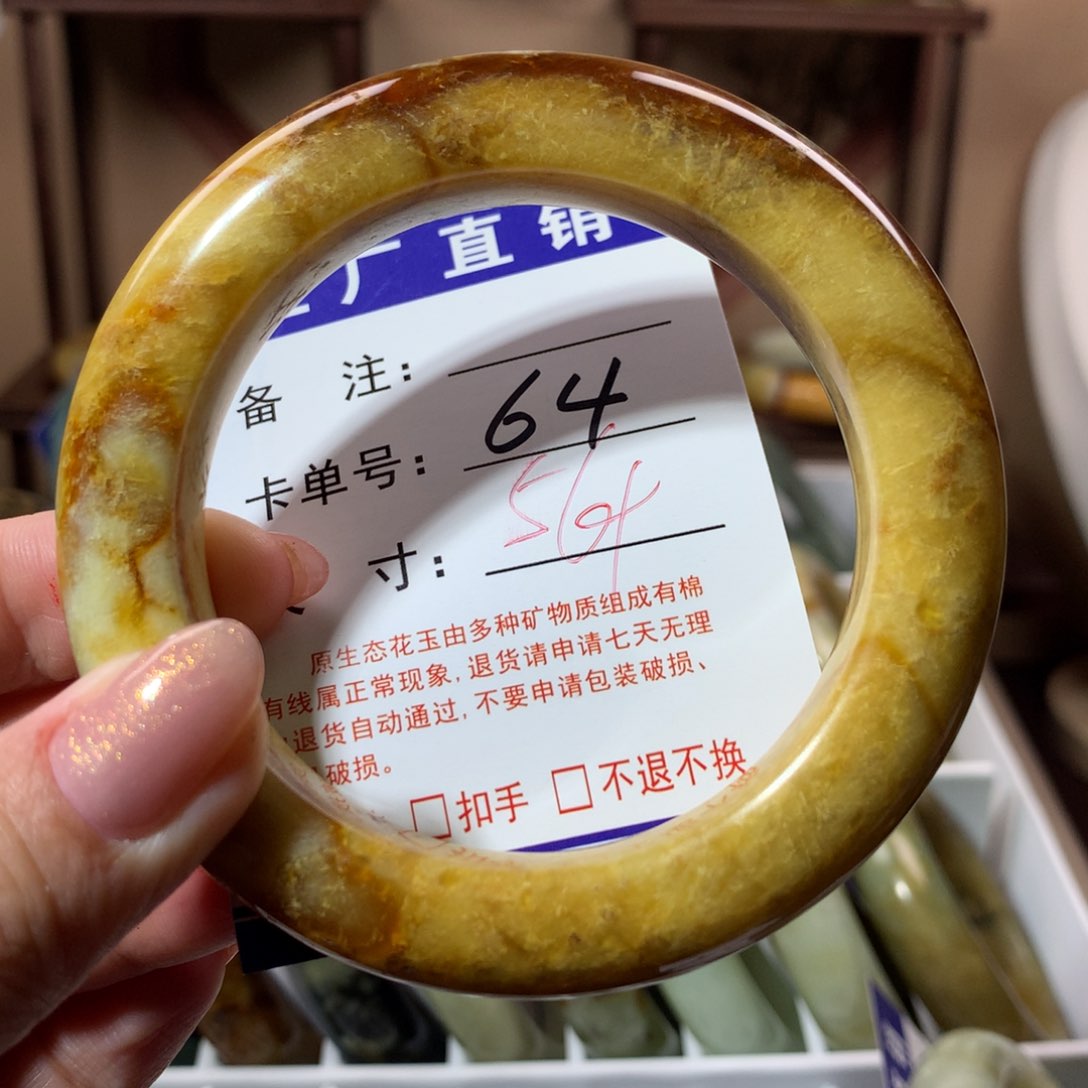 厂直销
备 注：
卡单号： 64
寸： 56
原生态花玉由多种矿物质组成有棉
有线属正常现象，退货请申请七天无理
退货自动通过，不要申请包装破损、
破损。
□扣手 □不退不换